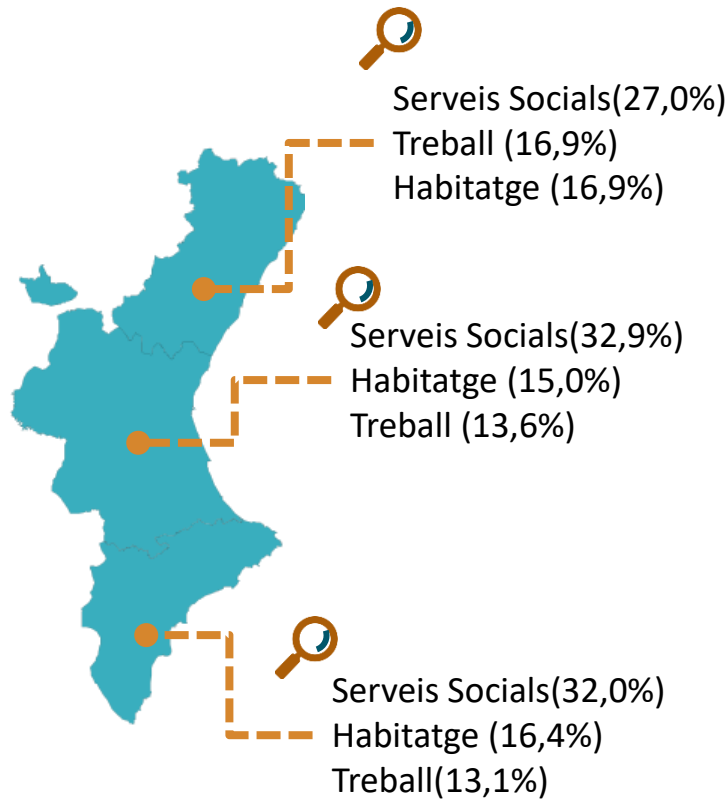 Serveis Socials(27,0%)
Treball (16,9%)
Habitatge (16,9%)
Serveis Socials(32,9%)
Habitatge (15,0%)
Treball (13,6%)
Serveis Socials(32,0%)
Habitatge (16,4%)
Treball(13,1%)